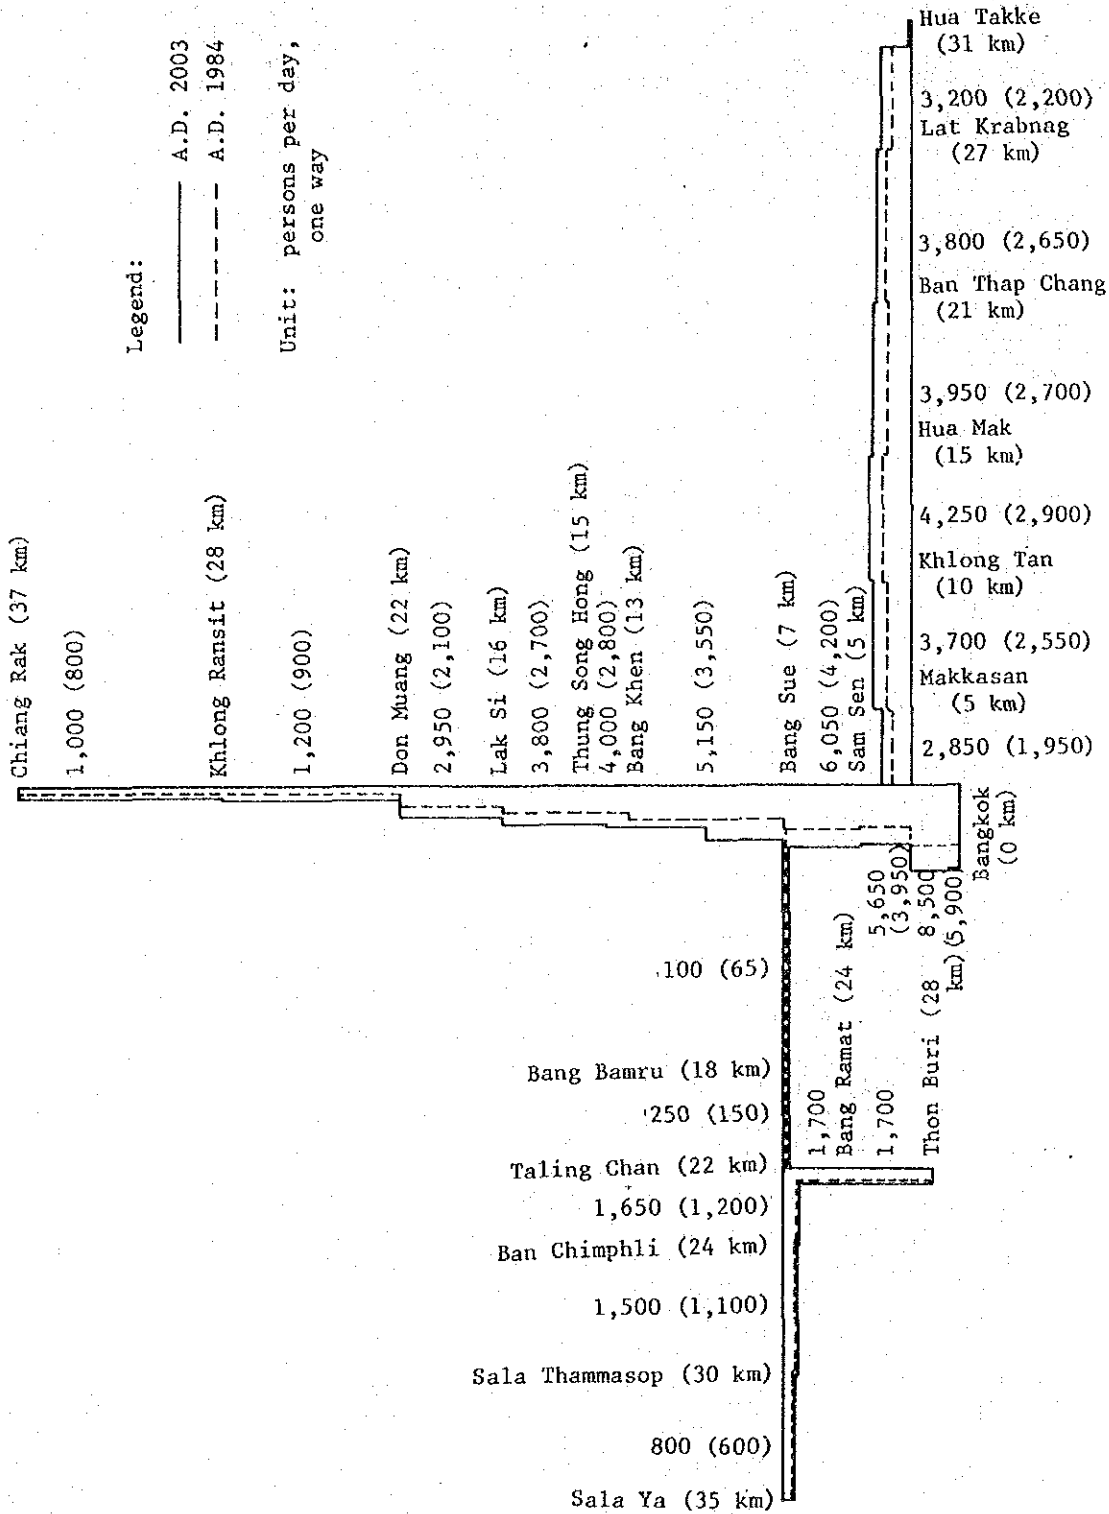 Legend:
A.D. 2003
A.D. 1984
Unit: persons per day,
one way
Chiang Rak (37 km)
1,000 (800)
Khlong Ransit (28 km)
1,200 (900)
Don Muang (22 km)
2,950 (2,100)
Lak Si (16 km)
3,800 (2,700)
Thung Song Hong (15 km)
4,000 (2,800)
Bang Khen (13 km)
5,150 (3,550)
Bang Sue (7 km)
6,050 (4,200)
Sam Sen (5 km)
5,650
(3,950)
8,500
(5,900)
Bangkok
(0 km)
Hua Takke
(31 km)
3,200 (2,200)
Lat Krabnag
(27 km)
3,800 (2,650)
Ban Thap Chang
(21 km)
3,950 (2,700)
Hua Mak
(15 km)
4,250 (2,900)
Khlong Tan
(10 km)
3,700 (2,550)
Makkasan
(5 km)
2,850 (1,950)
100 (65)
Bang Bamru (18 km)
250 (150)
Taling Chan (22 km)
1,650 (1,200)
Ban Chimphli (24 km)
1,500 (1,100)
Sala Thammasop (30 km)
800 (600)
Sala Ya (35 km)
1,700
Bang Ramat (24 km)
1,700
Thon Buri (28
km)